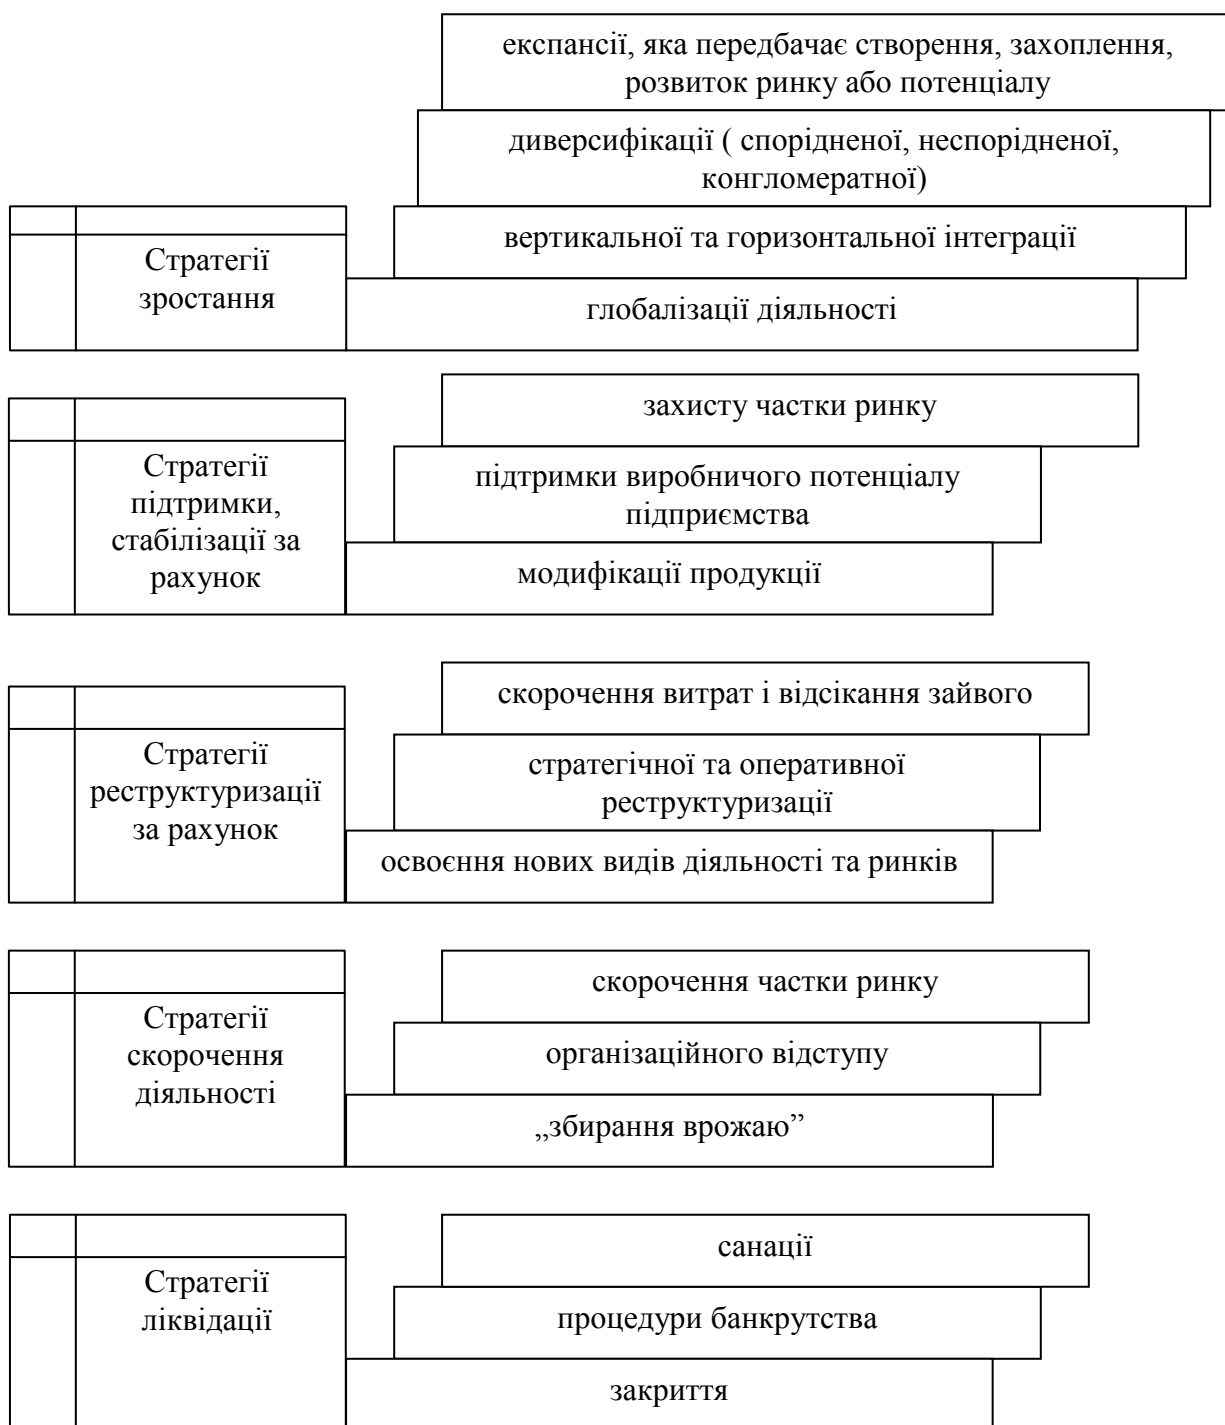 експансії, яка передбачає створення, захоплення,
розвиток ринку або потенціалу
диверсифікації ( спорідненої, неспорідненої,
конгломератної)
вертикальної та горизонтальної інтеграції
Стратегії
зростання
глобалізації діяльності
захисту частки ринку
Стратегії
підтримки,
стабілізації за
рахунок
підтримки виробничого потенціалу
підприємства
модифікації продукції
скорочення витрат і відсікання зайвого
Стратегії
реструктуризації
за рахунок
стратегічної та оперативної
реструктуризації
освоєння нових видів діяльності та ринків
скорочення частки ринку
Стратегії
скорочення
діяльності
організаційного відступу
„збирання врожаю”
санації
Стратегії
ліквідації
процедури банкрутства
закриття